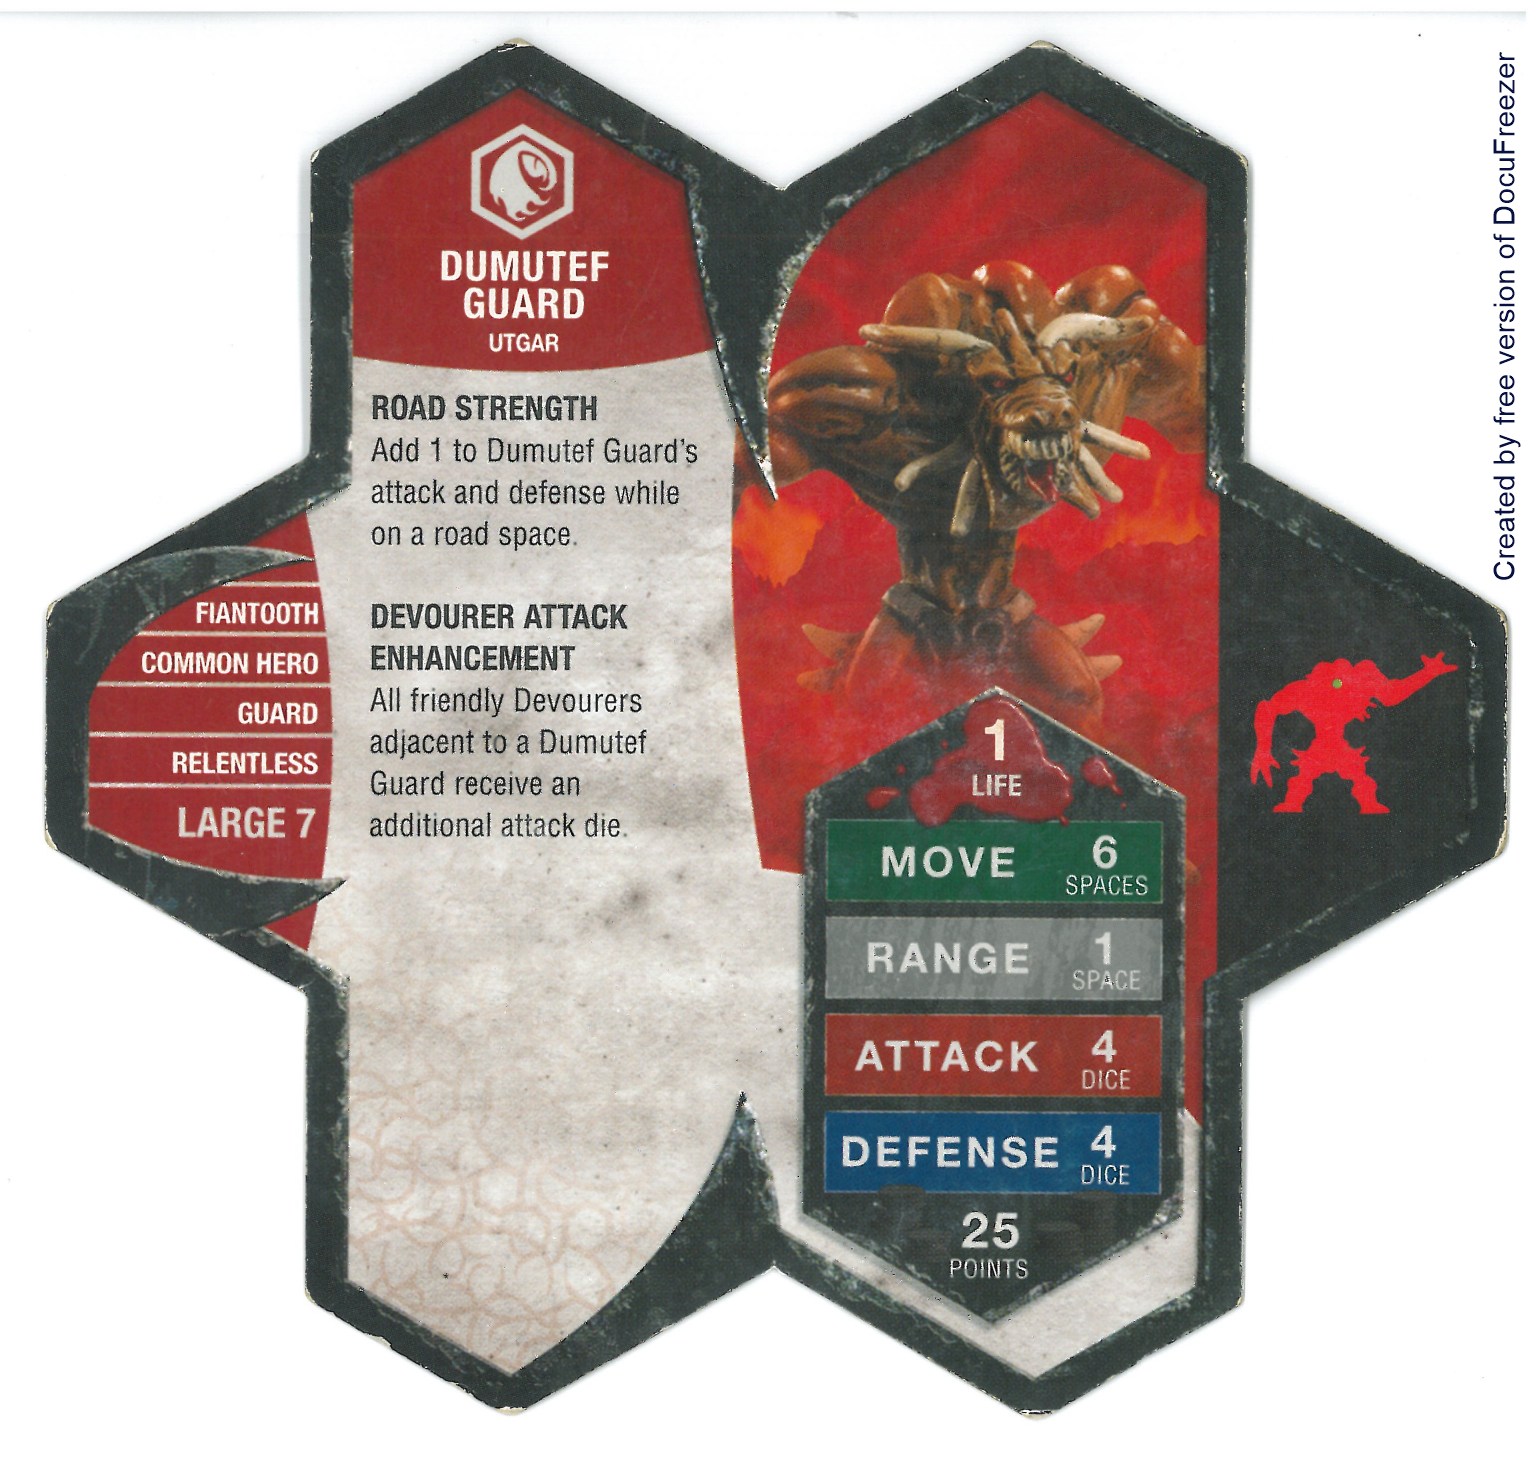 DUMUTEF
GUARD
UTGAR
ROAD STRENGTH
Add 1 to Dumutef Guard's
attack and defense while
on a road space.
DEVOURER ATTACK
ENHANCEMENT
All friendly Devourers
adjacent to a Dumutef
Guard receive an
additional attack die.
FIANTOOTH
COMMON HERO
GUARD
RELENTLESS
LARGE 7
1
LIFE
MOVE 6
SPACES
RANGE 1
SPACE
ATTACK 4
DICE
DEFENSE 4
DICE
25
POINTS
Created by free version of DocuFreezer